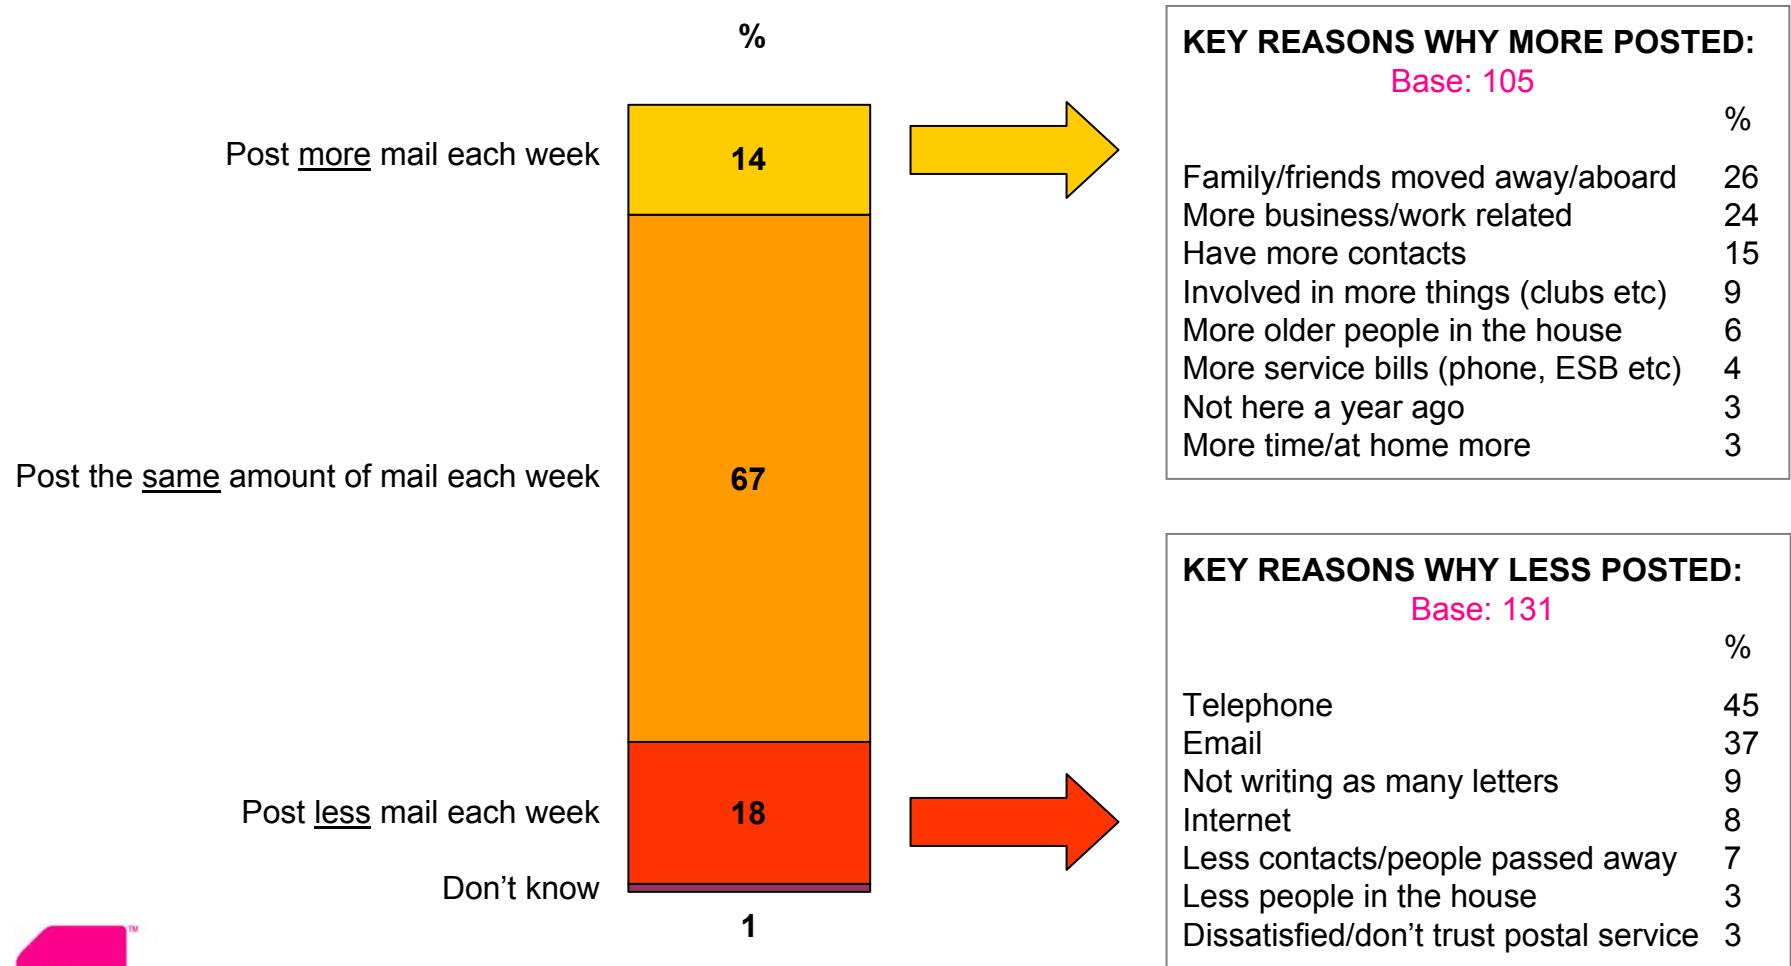 %
Post more mail each week
14
Post the same amount of mail each week
67
Post less mail each week
18
Don’t know
1
KEY REASONS WHY MORE POSTED:
Base: 105
%
Family/friends moved away/aboard 26
More business/work related 24
Have more contacts 15
Involved in more things (clubs etc) 9
More older people in the house 6
More service bills (phone, ESB etc) 4
Not here a year ago 3
More time/at home more 3
KEY REASONS WHY LESS POSTED:
Base: 131
%
Telephone 45
Email 37
Not writing as many letters 9
Internet 8
Less contacts/people passed away 7
Less people in the house 3
Dissatisfied/don’t trust postal service 3
TM